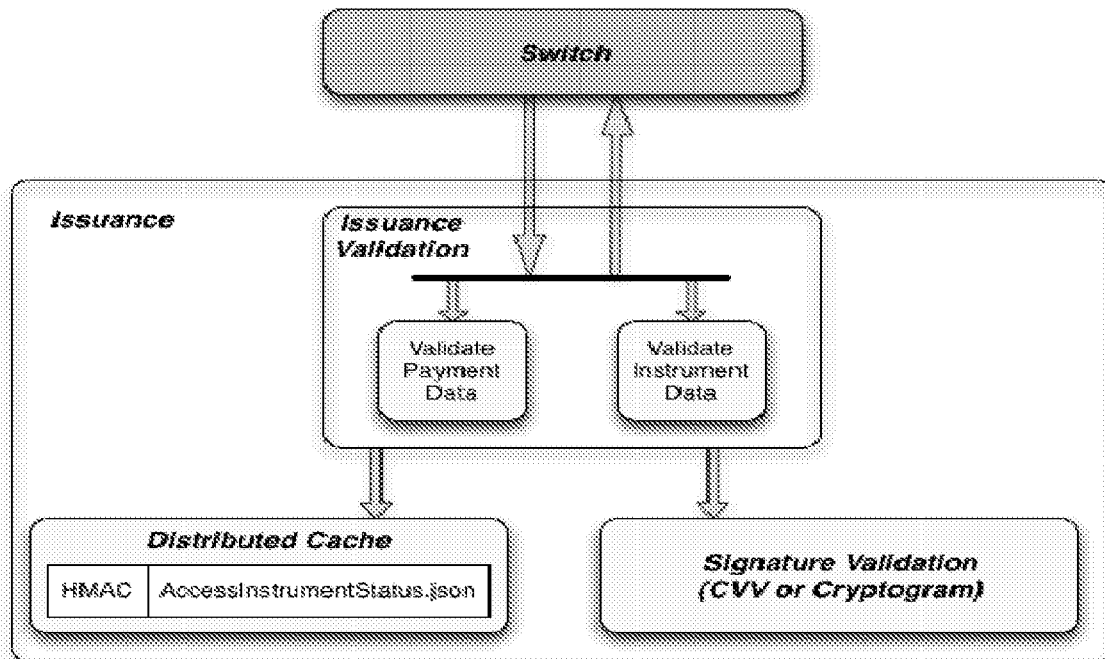 Switch
Issuance
Issuance
Validation
Validate
Payment
Data
Validate
Instrument
Data
Distributed Cache
HMAC AccessInstrumentStatus.json
Signature Validation
(CVV or Cryptogram)